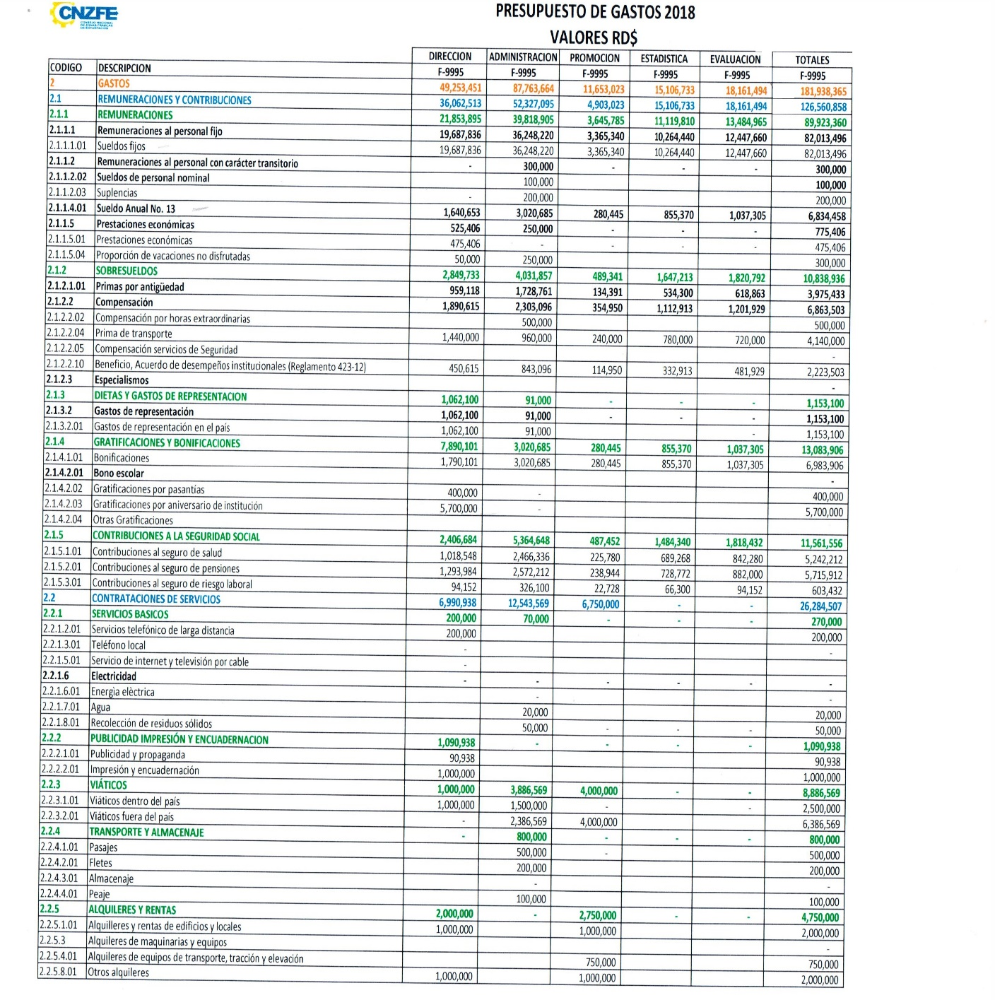 CNZFE
CONSEJO NACIONAL
DE ZONAS FRANCAS
DE EXPORTACION
PRESUPUESTO DE GASTOS 2018
VALORES RD$
DIRECCION ADMINISTRACION PROMOCION ESTADISTICA EVALUACION TOTALES
CODIGO DESCRIPCION F-9995 F-9995 F-9995 F-9995 F-9995 F-9995
2 GASTOS 49,253,451 87,763,664 11,653,023 15,106,733 18,161,494 181,938,365
2.1 REMUNERACIONES Y CONTRIBUCIONES 36,062,513 52,327,095 4,903,023 15,106,733 18,161,494 126,560,858
2.1.1 REMUNERACIONES 21,853,895 39,818,905 3,645,785 11,119,810 13,484,965 89,923,360
2.1.1.1 Remuneraciones al personal fijo 19,687,836 36,248,220 3,365,340 10,264,440 12,447,660 82,013,496
2.1.1.1.01 Sueldos fijos 19,687,836 36,248,220 3,365,340 10,264,440 12,447,660 82,013,496
2.1.1.2 Remuneraciones al personal con carácter transitorio - 300,000 - - - 300,000
2.1.1.2.02 Sueldos de personal nominal 100,000 100,000
2.1.1.2.03 Suplencias - 200,000 200,000
2.1.1.4.01 Sueldo Anual No. 13 1,640,653 3,020,685 280,445 855,370 1,037,305 6,834,458
2.1.1.5 Prestaciones económicas 525,406 250,000 - - - 775,406
2.1.1.5.01 Prestaciones económicas 475,406 - - - - 475,406
2.1.1.5.04 Proporción de vacaciones no disfrutadas 50,000 250,000 300,000
2.1.2 SOBRESUELDOS 2,849,733 4,031,857 489,341 1,647,213 1,820,792 10,838,936
2.1.2.1.01 Primas por antigüedad 959,118 1,728,761 134,391 534,300 618,863 3,975,433
2.1.2.2 Compensación 1,890,615 2,303,096 354,950 1,112,913 1,201,929 6,863,503
2.1.2.2.02 Compensación por horas extraordinarias 500,000 500,000
2.1.2.2.04 Prima de transporte 1,440,000 960,000 240,000 780,000 720,000 4,140,000
2.1.2.2.05 Compensación servicios de Seguridad -
2.1.2.2.10 Beneficio, Acuerdo de desempeños institucionales (Reglamento 423-12) 450,615 843,096 114,950 332,913 481,929 2,223,503
2.1.2.3 Especialismos -
2.1.3 DIETAS Y GASTOS DE REPRESENTACION 1,062,100 91,000 - - - 1,153,100
2.1.3.2 Gastos de representación 1,062,100 91,000 - - - 1,153,100
2.1.3.2.01 Gastos de representación en el país 1,062,100 91,000 - 1,153,100
2.1.4 GRATIFICACIONES Y BONIFICACIONES 7,890,101 3,020,685 280,445 855,370 1,037,305 13,083,906
2.1.4.1.01 Bonificaciones 1,790,101 3,020,685 280,445 855,370 1,037,305 6,983,906
2.1.4.2.01 Bono escolar -
2.1.4.2.02 Gratificaciones por pasantías 400,000 - 400,000
2.1.4.2.03 Gratificaciones por aniversario de institución 5,700,000 - 5,700,000
2.1.4.2.04 Otras Gratificaciones
2.1.5 CONTRIBUCIONES A LA SEGURIDAD SOCIAL 2,406,684 5,364,648 487,452 1,484,340 1,818,432 11,561,556
2.1.5.1.01 Contribuciones al seguro de salud 1,018,548 2,466,336 225,780 689,268 842,280 5,242,212
2.1.5.2.01 Contribuciones al seguro de pensiones 1,293,984 2,572,212 238,944 728,772 882,000 5,715,912
2.1.5.3.01 Contribuciones al seguro de riesgo laboral 94,152 326,100 22,728 66,300 94,152 603,432
2.2 CONTRATACIONES DE SERVICIOS 6,990,938 12,543,569 6,750,000 - - 26,284,507
2.2.1 SERVICIOS BASICOS 200,000 70,000 - - - 270,000
2.2.1.2.01 Servicios telefónico de larga distancia 200,000 200,000
2.2.1.3.01 Teléfono local - -
2.2.1.5.01 Servicio de internet y televisión por cable -
2.2.1.6 Electricidad - - - - - -
2.2.1.6.01 Energìa elèctrica - -
2.2.1.7.01 Agua 20,000 20,000
2.2.1.8.01 Recolección de residuos sólidos 50,000 - - - 50,000
2.2.2 PUBLICIDAD IMPRESIÓN Y ENCUADERNACION 1,090,938 - - - - 1,090,938
2.2.2.1.01 Publicidad y propaganda 90,938 90,938
2.2.2.2.01 Impresión y encuadernación 1,000,000 1,000,000
2.2.3 VIÁTICOS 1,000,000 3,886,569 4,000,000 - - 8,886,569
2.2.3.1.01 Viáticos dentro del país 1,000,000 1,500,000 - - 2,500,000
2.2.3.2.01 Viáticos fuera del país - 2,386,569 4,000,000 6,386,569
2.2.4 TRANSPORTE Y ALMACENAJE - 800,000 - - - 800,000
2.2.4.1.01 Pasajes 500,000 - 500,000
2.2.4.2.01 Fletes 200,000 200,000
2.2.4.3.01 Almacenaje - -
2.2.4.4.01 Peaje 100,000 100,000
2.2.5 ALQUILERES Y RENTAS 2,000,000 - 2,750,000 - - 4,750,000
2.2.5.1.01 Alquilleres y rentas de edificios y locales 1,000,000 1,000,000 2,000,000
2.2.5.3 Alquileres de maquinarias y equipos -
2.2.5.4.01 Alquileres de equipos de transporte, tracción y elevación 750,000 750,000
2.2.5.8.01 Otros alquileres 1,000,000 1,000,000 2,000,000